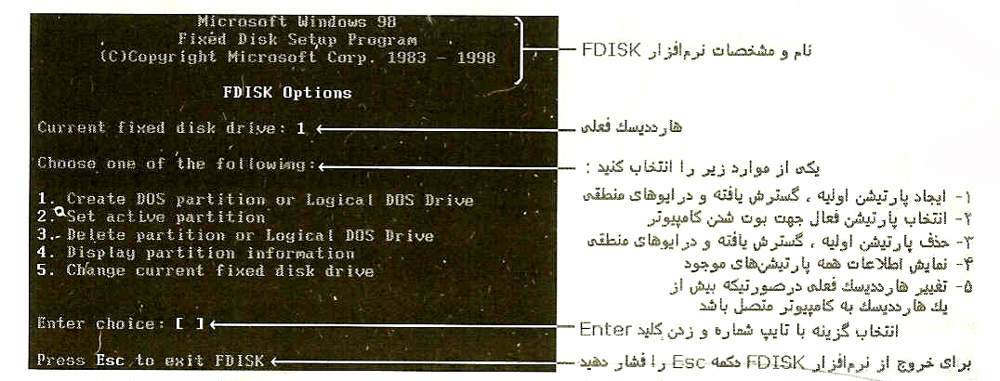 Microsoft Windows 98
Fixed Disk Setup Program
(C)Copyright Microsoft Corp. 1983 - 1998
FDISK Options
Current fixed disk drive: 1
Choose one of the following:
1. Create DOS partition or Logical DOS Drive
2. Set active partition
3. Delete partition or Logical DOS Drive
4. Display partition information
5. Change current fixed disk drive
Enter choice: [ ]
Press Esc to exit FDISK
نام و مشخصات نرم‌افزار FDISK
هارددیسك فعلی
یکی از موارد زیر را انتخاب کنید :
۱- ایجاد پارتیشن اولیه ، گسترش یافته و درایوهای منطقی
۲- انتخاب پارتیشن فعال جهت بوت شدن کامپیوتر
۳- حذف پارتیشن اولیه ، گسترش یافته و درایوهای منطقی
۴- نمایش اطلاعات همه پارتیشن‌های موجود
۵- تغییر هارددیسك فعلی درصورتیکه بیش از
یك هارددیسك به کامپیوتر متصل باشد
انتخاب گزینه با تایپ شماره و زدن کلید Enter
برای خروج از نرم‌افزار FDISK دکمه Esc را فشار دهید